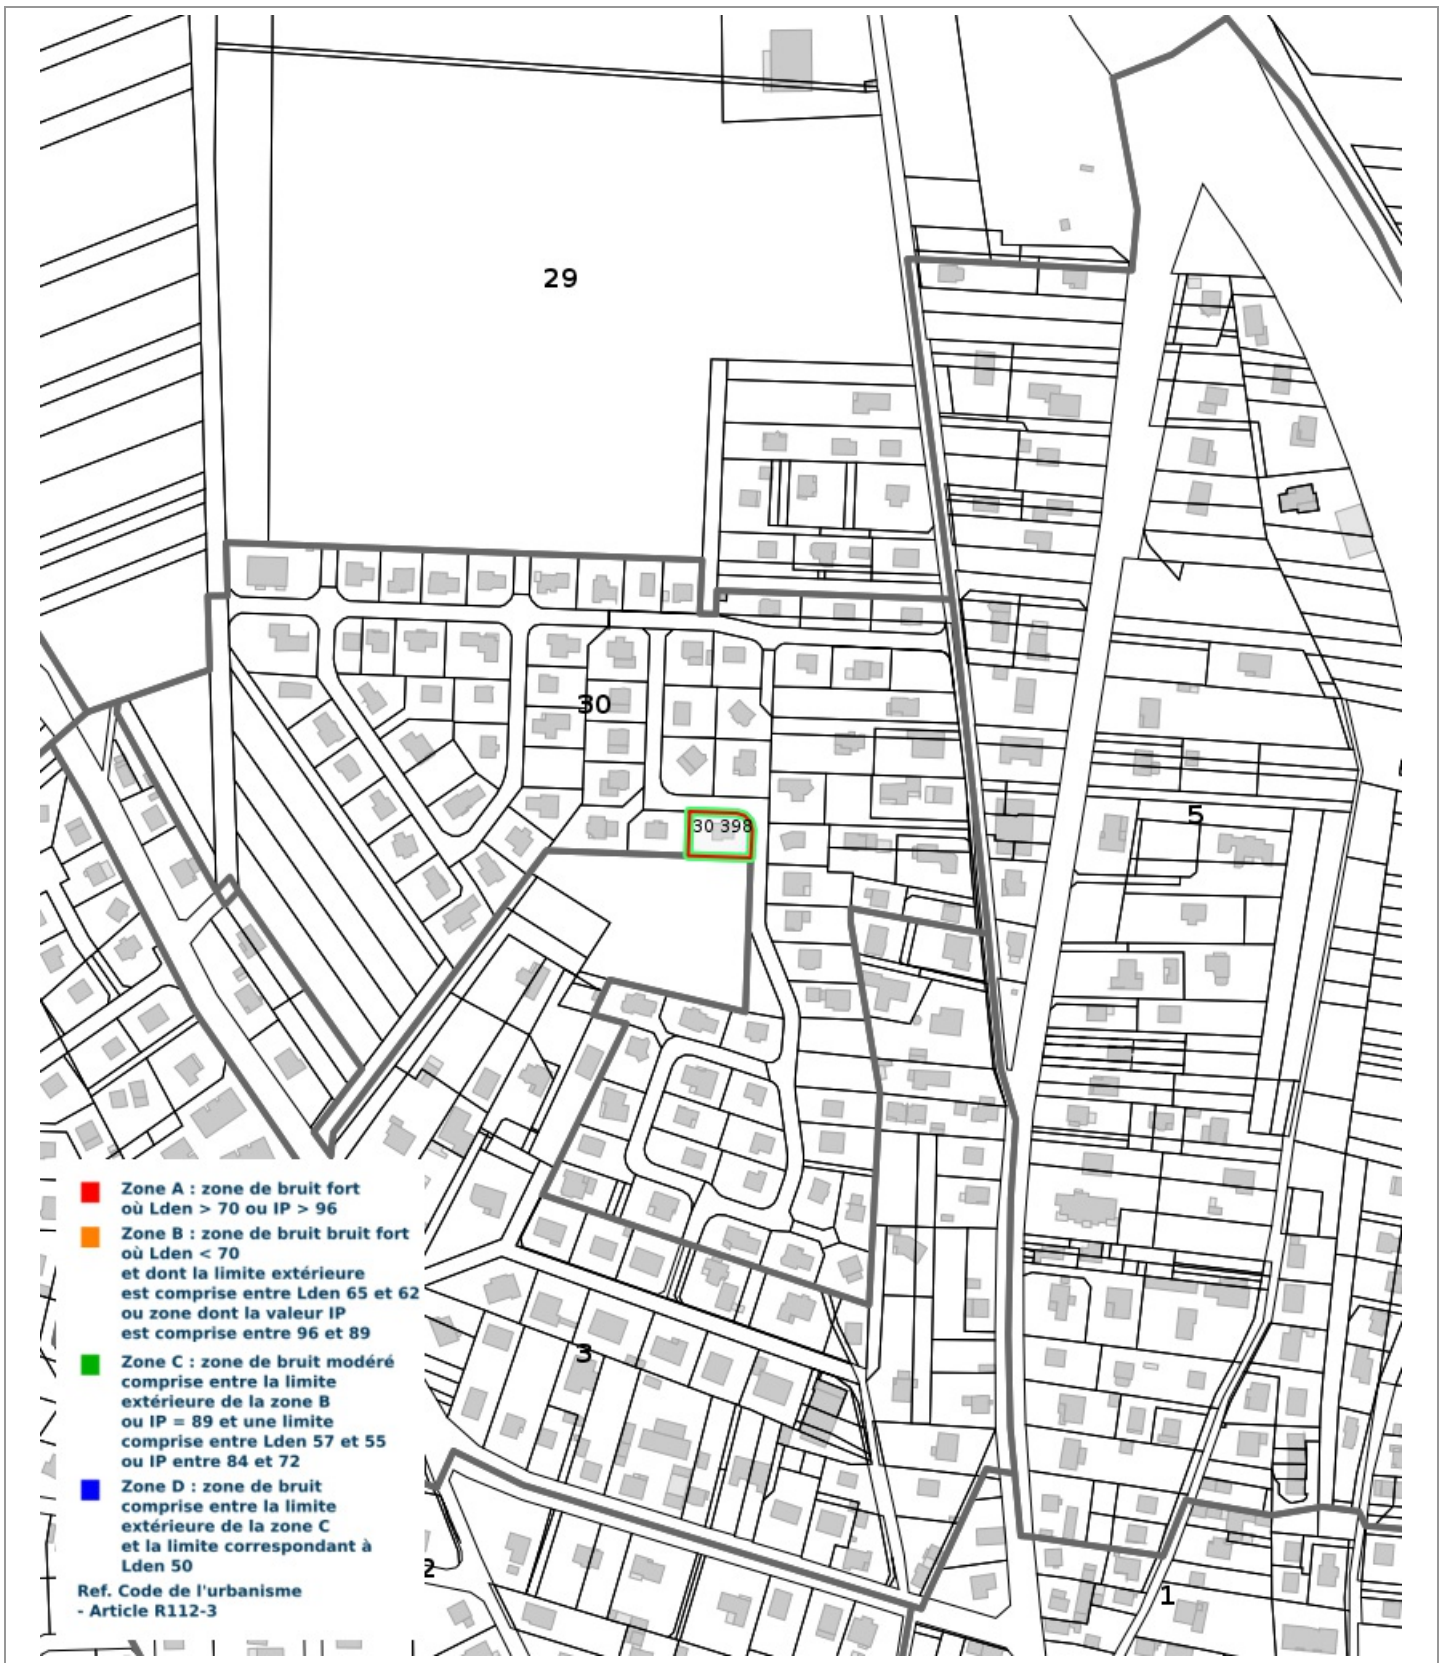 29
30
5
30 398
Zone A : zone de bruit fort
où Lden > 70 ou IP > 96
Zone B : zone de bruit bruit fort
où Lden < 70
et dont la limite extérieure
est comprise entre Lden 65 et 62
ou zone dont la valeur IP
est comprise entre 96 et 89
3
Zone C : zone de bruit modéré
comprise entre la limite
extérieure de la zone B
ou IP = 89 et une limite
comprise entre Lden 57 et 55
ou IP entre 84 et 72
Zone D : zone de bruit
comprise entre la limite
extérieure de la zone C
et la limite correspondant à
Lden 50
2
1
Ref. Code de l'urbanisme
- Article R112-3